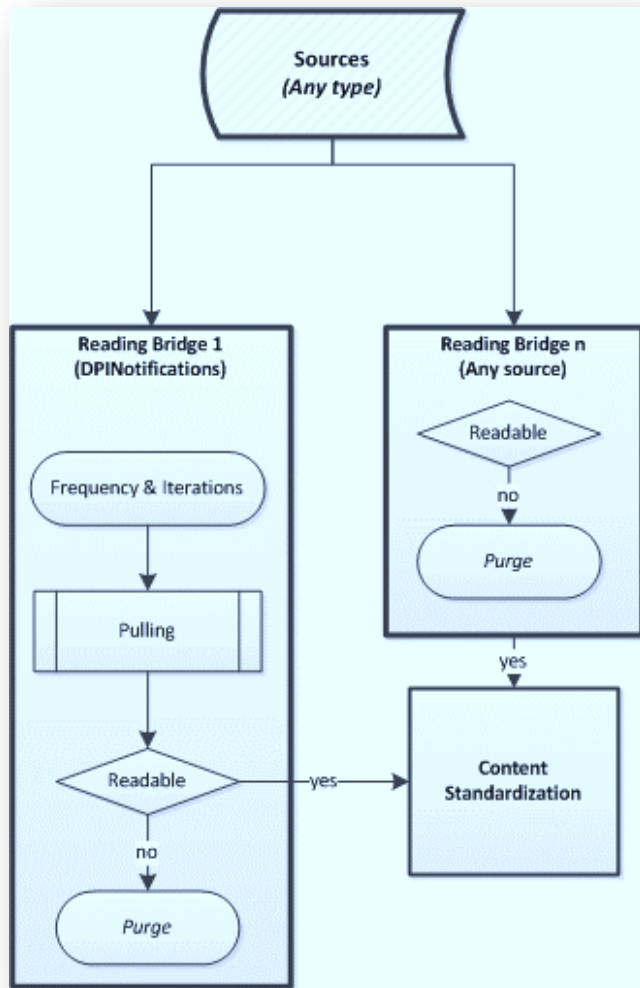 Sources
(Any type)
Reading Bridge 1
(DPINotifications)
Frequency & Iterations
Pulling
Readable
yes
no
Purge
Reading Bridge n
(Any source)
Readable
no
Purge
yes
Content
Standardization